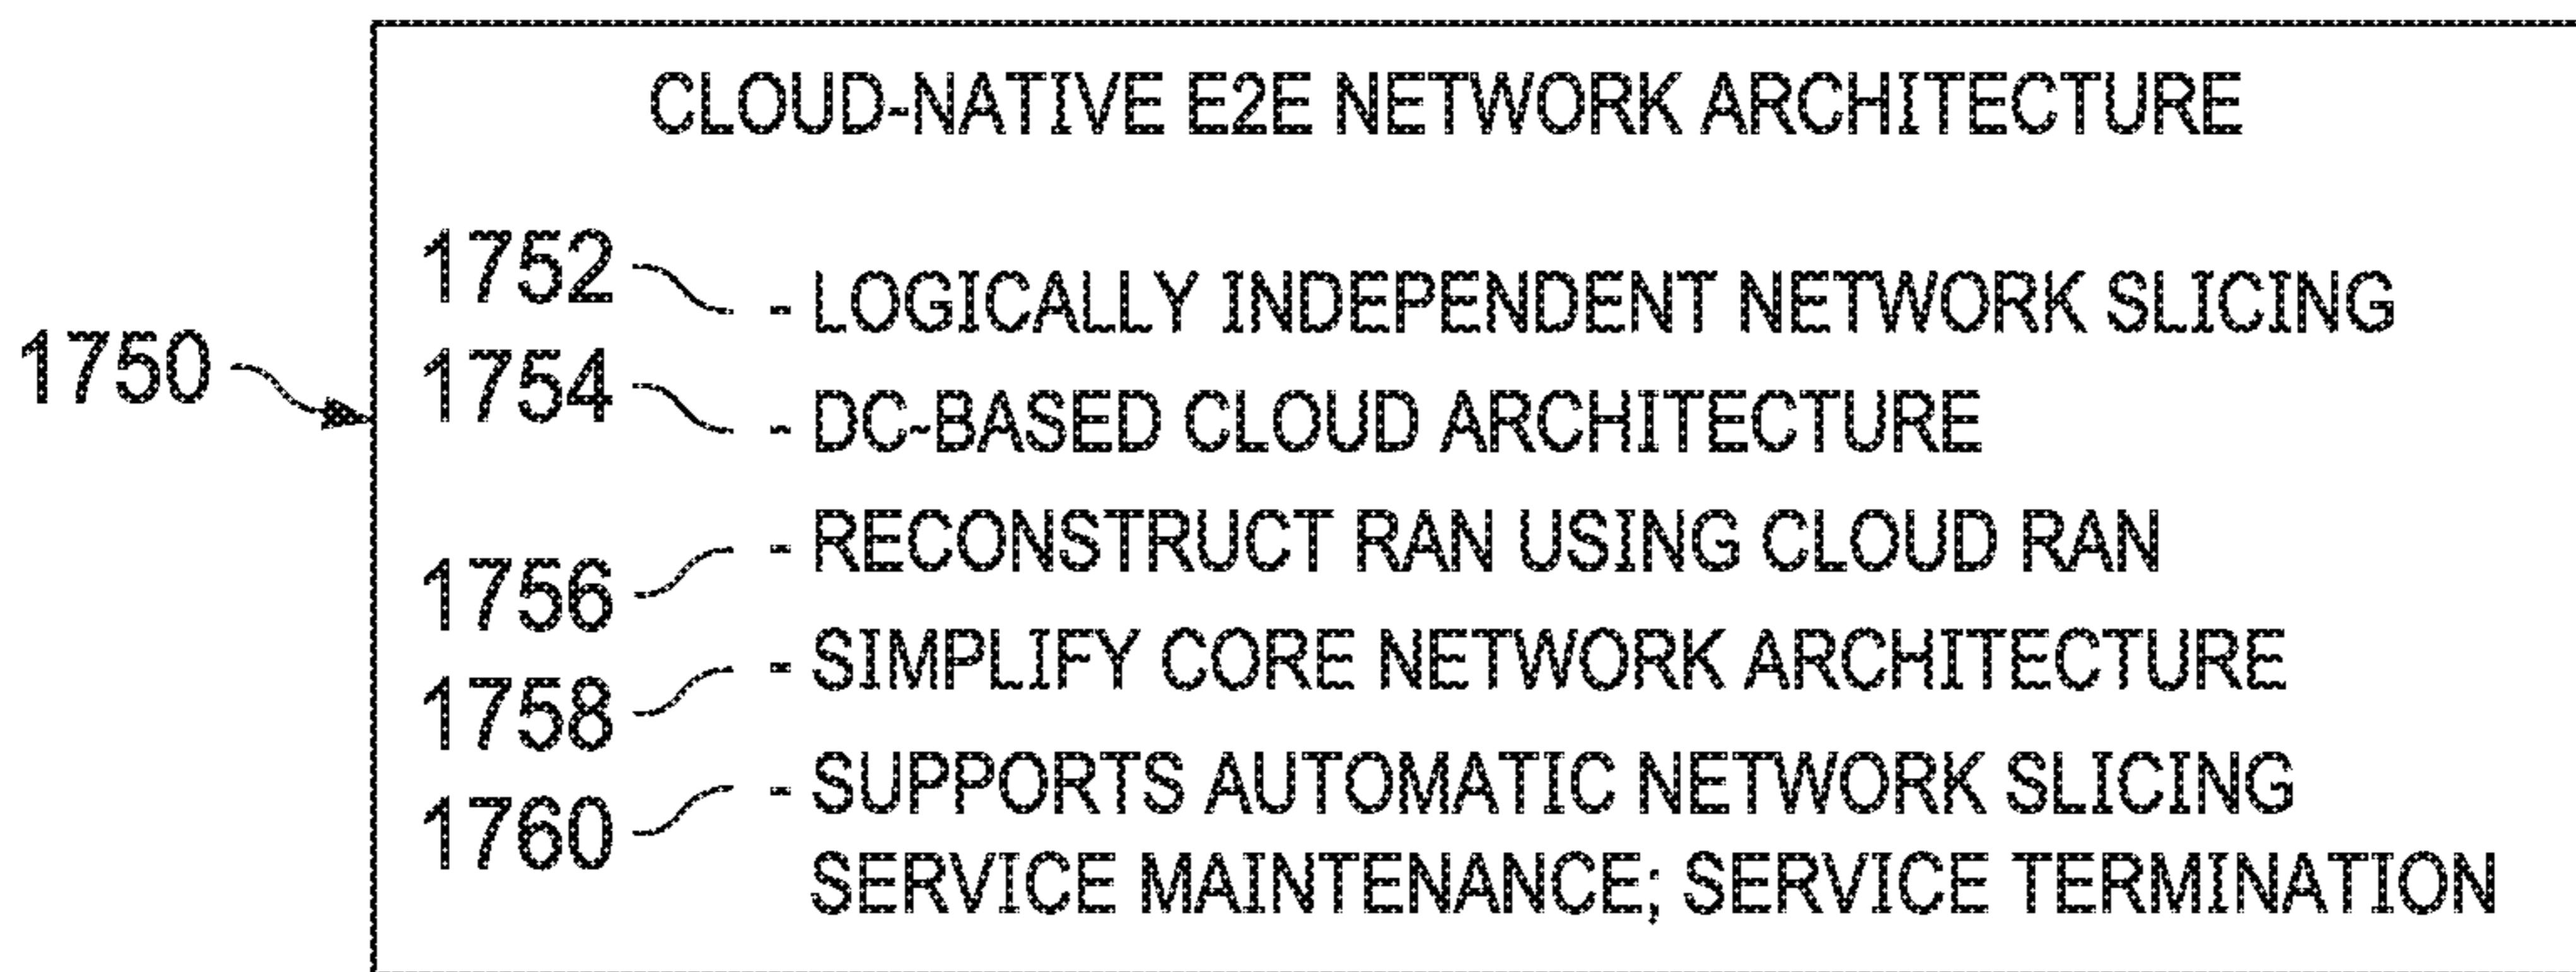 CLOUD-NATIVE E2E NETWORK ARCHITECTURE
1750
1752 - LOGICALLY INDEPENDENT NETWORK SLICING
1754 - DC-BASED CLOUD ARCHITECTURE
1756 - RECONSTRUCT RAN USING CLOUD RAN
1758 - SIMPLIFY CORE NETWORK ARCHITECTURE
1760 - SUPPORTS AUTOMATIC NETWORK SLICING
SERVICE MAINTENANCE; SERVICE TERMINATION